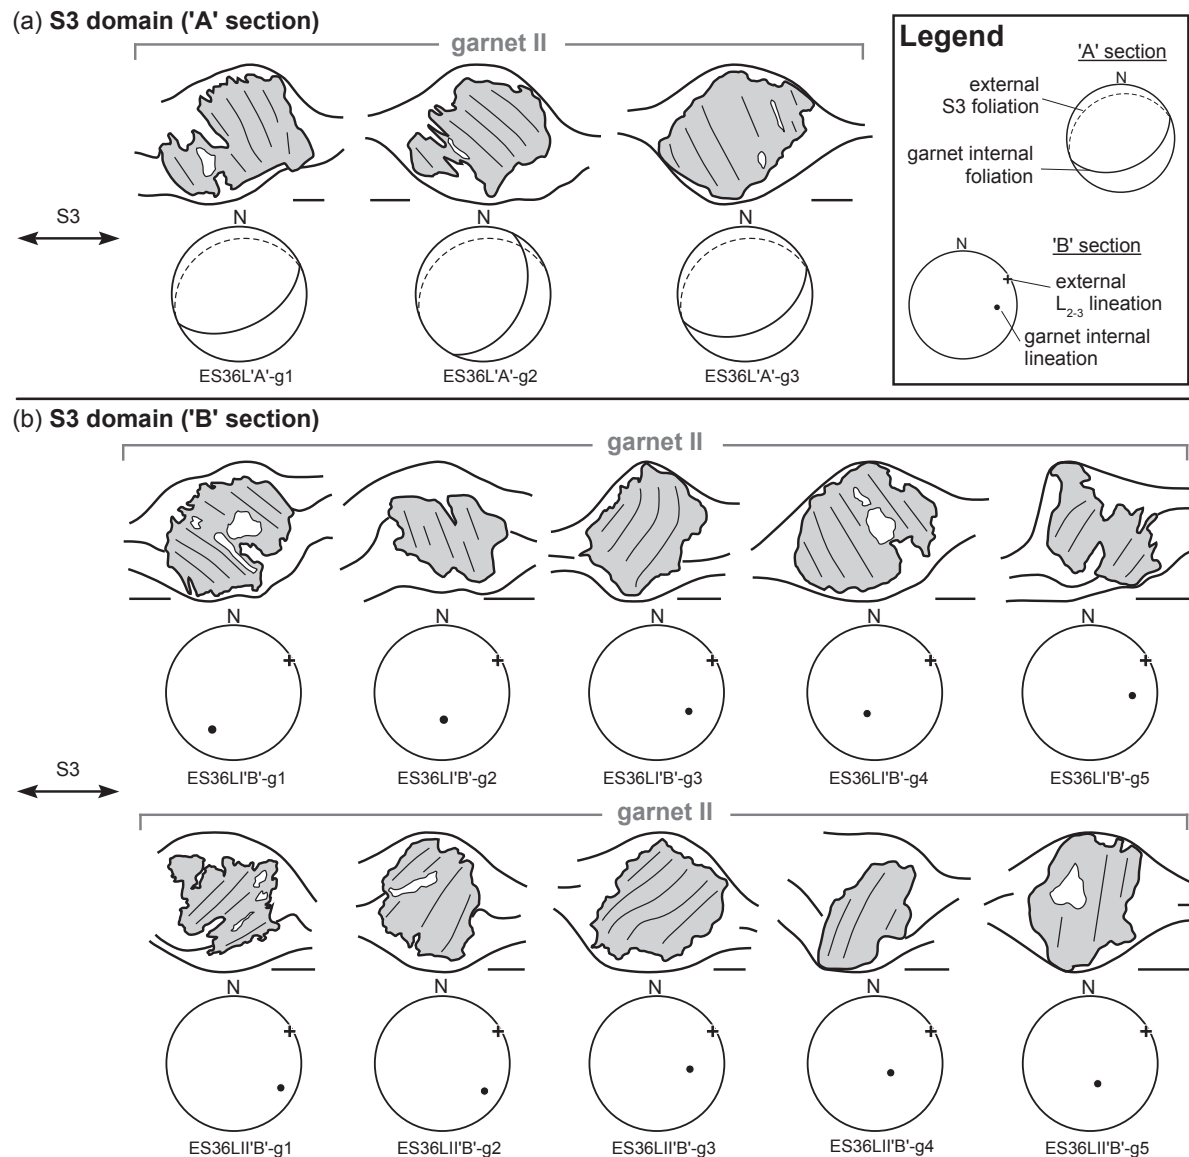 (a) S3 domain ('A' section)
garnet II
S3
N
N
N
ES36L'A'-g1
ES36L'A'-g2
ES36L'A'-g3
Legend
'A' section
N
external
S3 foliation
garnet internal
foliation
'B' section
N
external
L2-3 lineation
garnet internal
lineation
(b) S3 domain ('B' section)
garnet II
N
N
N
N
N
ES36LI'B'-g1
ES36LI'B'-g2
ES36LI'B'-g3
ES36LI'B'-g4
ES36LI'B'-g5
S3
garnet II
N
N
N
N
N
ES36LII'B'-g1
ES36LII'B'-g2
ES36LII'B'-g3
ES36LII'B'-g4
ES36LII'B'-g5